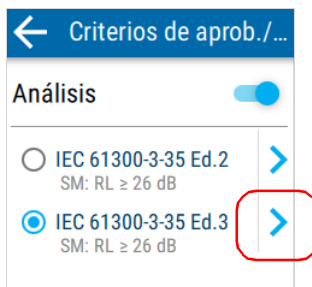 Criterios de aprob./...
Análisis
IEC 61300-3-35 Ed.2
SM: RL ≥ 26 dB
IEC 61300-3-35 Ed.3
SM: RL ≥ 26 dB